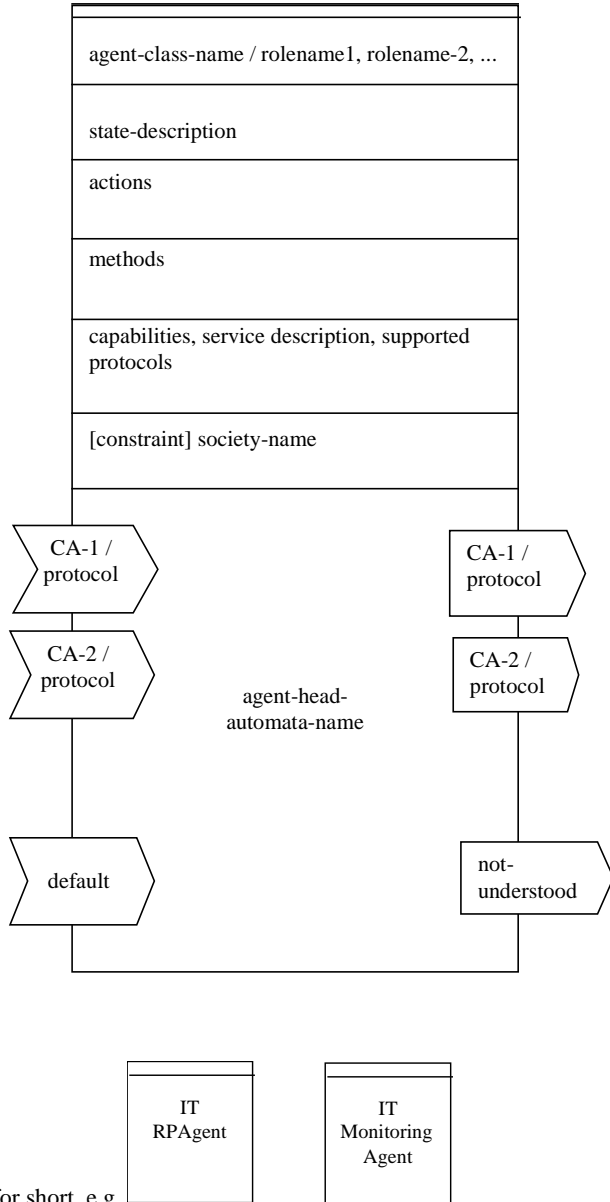 agent-class-name / rolename1, rolename-2, ...
state-description
actions
methods
capabilities, service description, supported
protocols
[constraint] society-name
CA-1 /
protocol
CA-1 /
protocol
CA-2 /
protocol
CA-2 /
protocol
agent-head-
automata-name
default
not-
understood
IT
RPAgent
IT
Monitoring
Agent
for short, e.g.